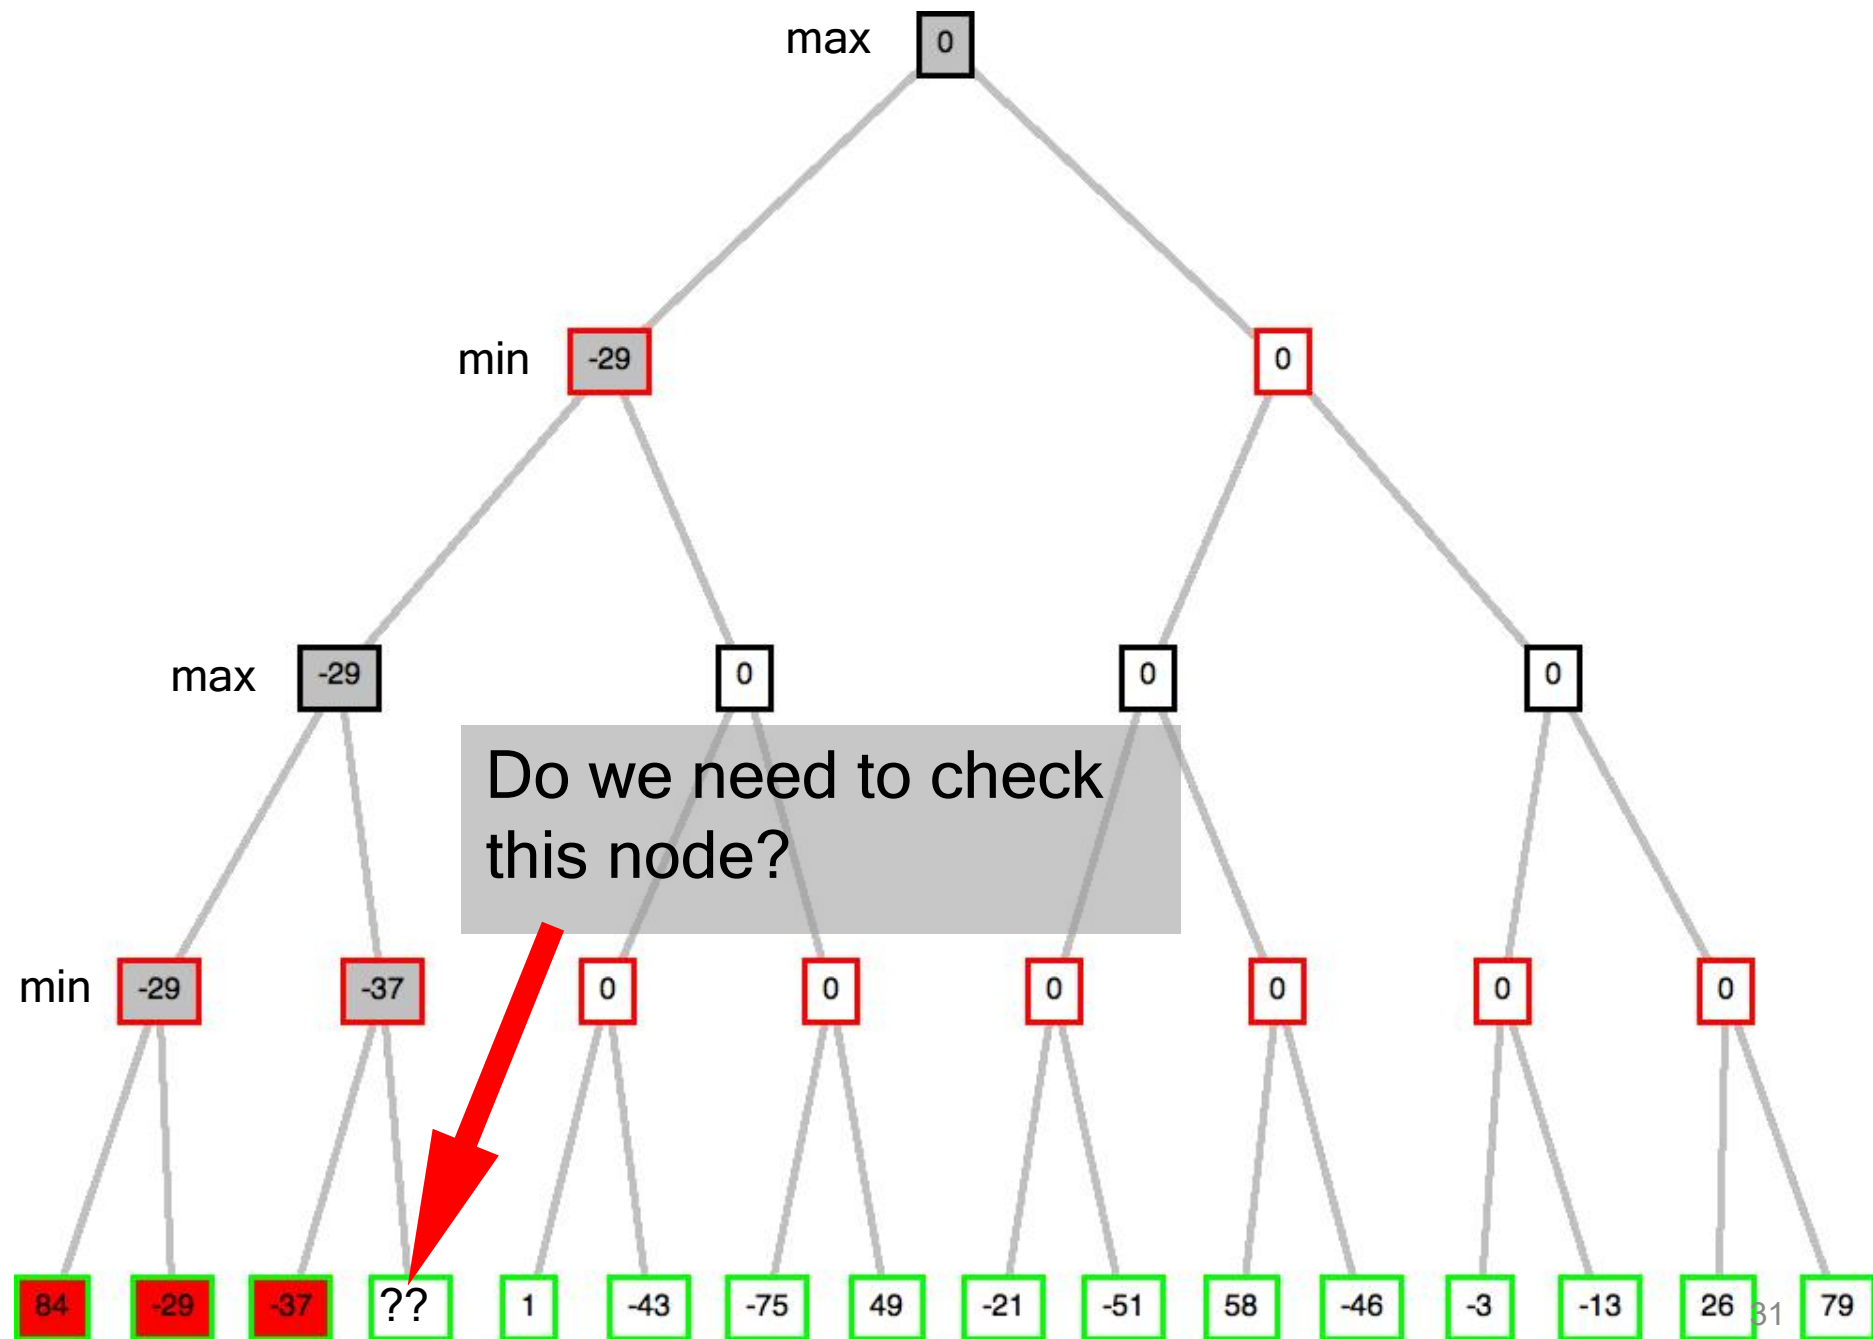 max 0
min -29 0
max -29 0 0 0
Do we need to check
this node?
min -29 -37 0 0 0 0 0 0
84 -29 -37 ?? 1 -43 -75 49 -21 -51 58 -46 -3 -13 26 31 79